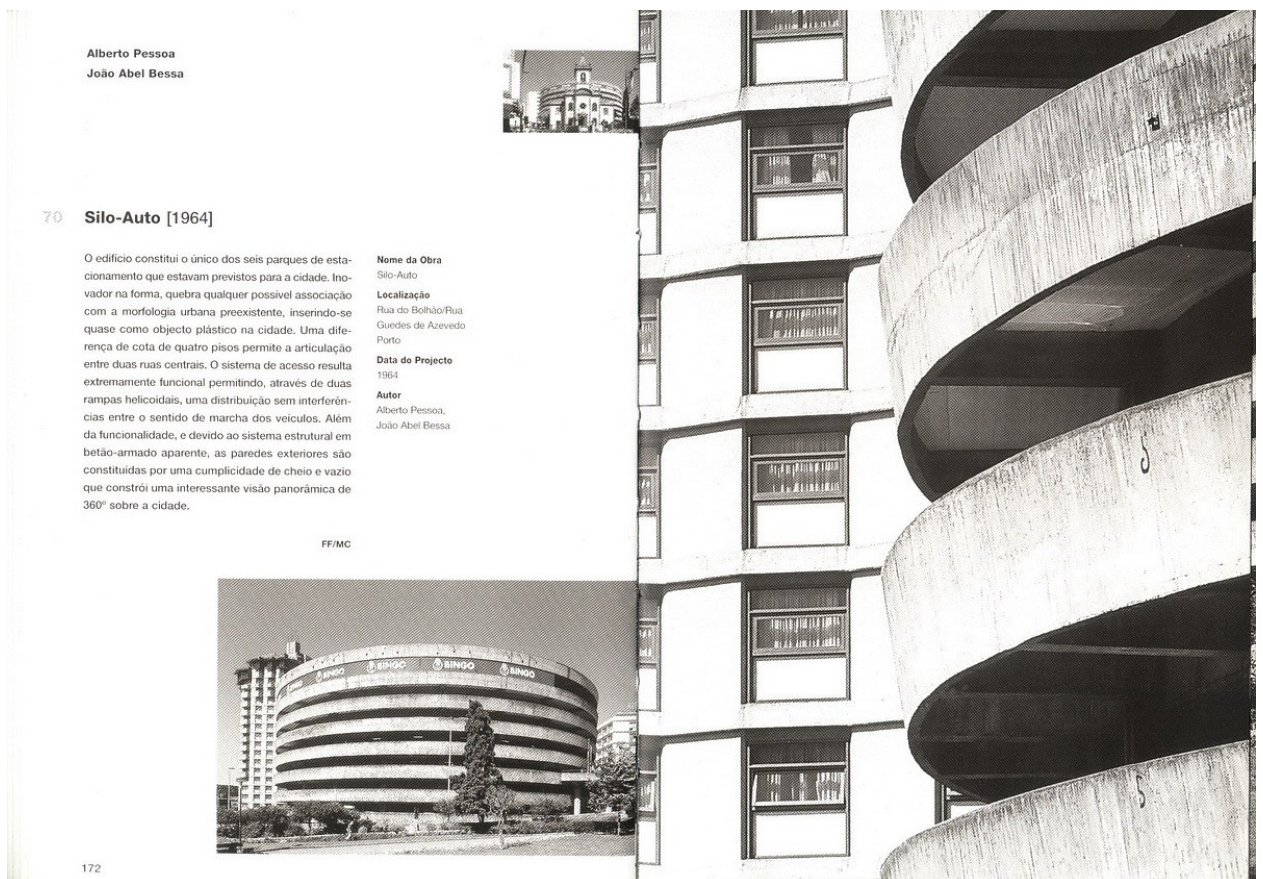 Alberto Pessoa
João Abel Bessa
70 Silo-Auto [1964]
O edifício constitui o único dos seis parques de esta-
cionamento que estavam previstos para a cidade. Ino-
vador na forma, quebra qualquer possível associação
com a morfologia urbana preexistente, inserindo-se
quase como objecto plástico na cidade. Uma dife-
rença de cota de quatro pisos permite a articulação
entre duas ruas centrais. O sistema de acesso resulta
extremamente funcional permitindo, através de duas
rampas helicoidais, uma distribuição sem interferên-
cias entre o sentido de marcha dos veículos. Além
da funcionalidade, e devido ao sistema estrutural em
betão-armado aparente, as paredes exteriores são
constituídas por uma cumplicidade de cheio e vazio
que constrói uma interessante visão panorâmica de
360º sobre a cidade.
FF/MC
Nome da Obra
Silo-Auto
Localização
Rua do Bolhão/Rua
Guedes de Azevedo
Porto
Data do Projecto
1964
Autor
Alberto Pessoa,
João Abel Bessa
BINGO BINGO BINGO BINGO
172